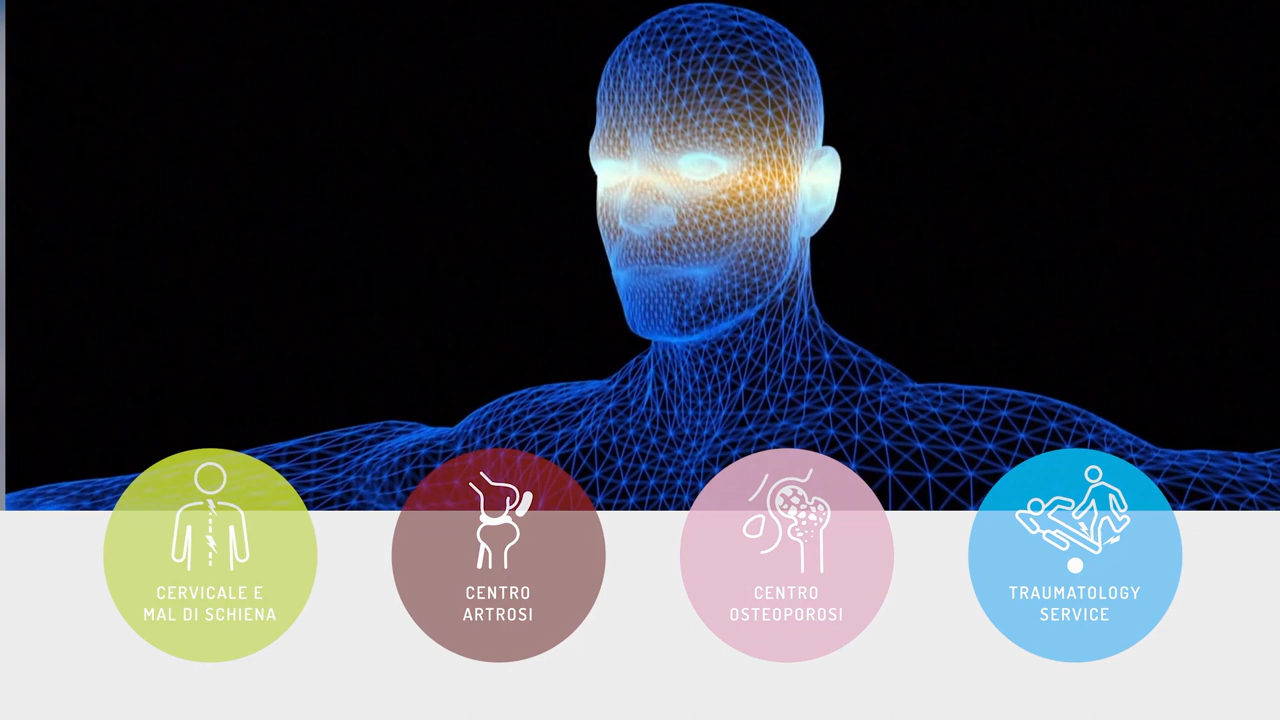 CERVICALE E
MAL DI SCHIENA
CENTRO
ARTROSI
CENTRO
OSTEOPOROSI
TRAUMATOLOGY
SERVICE